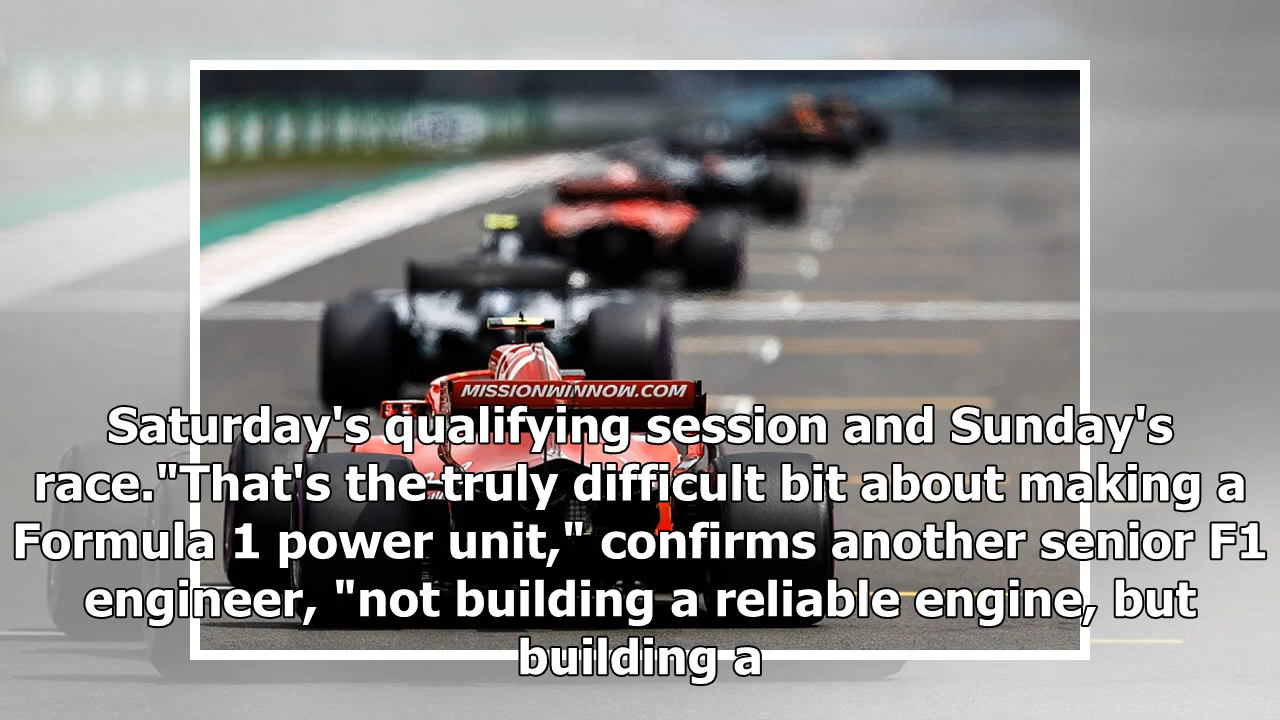 MISSIONWINNOW.COM
Saturday's qualifying session and Sunday's
race."That's the truly difficult bit about making a
Formula 1 power unit," confirms another senior F1
engineer, "not building a reliable engine, but
building a